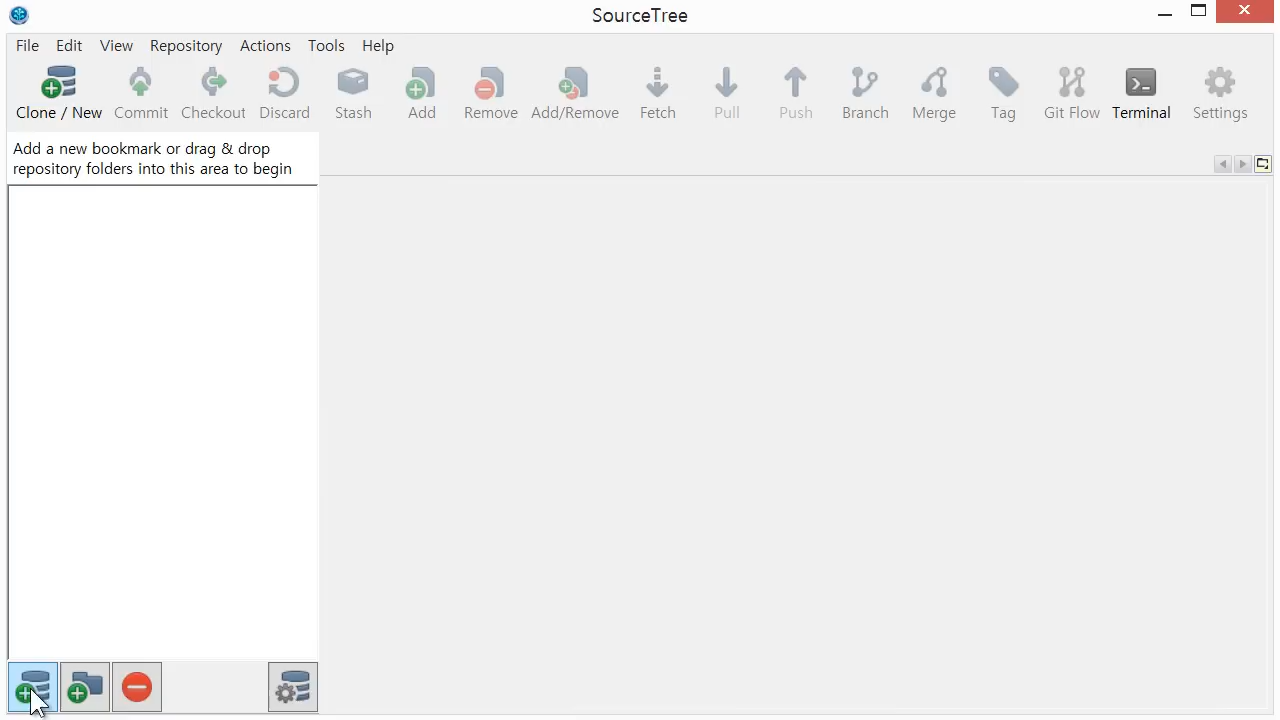 SourceTree
File Edit View Repository Actions Tools Help
Clone / New Commit Checkout Discard Stash Add Remove Add/Remove Fetch Pull Push Branch Merge Tag Git Flow Terminal Settings
Add a new bookmark or drag & drop
repository folders into this area to begin